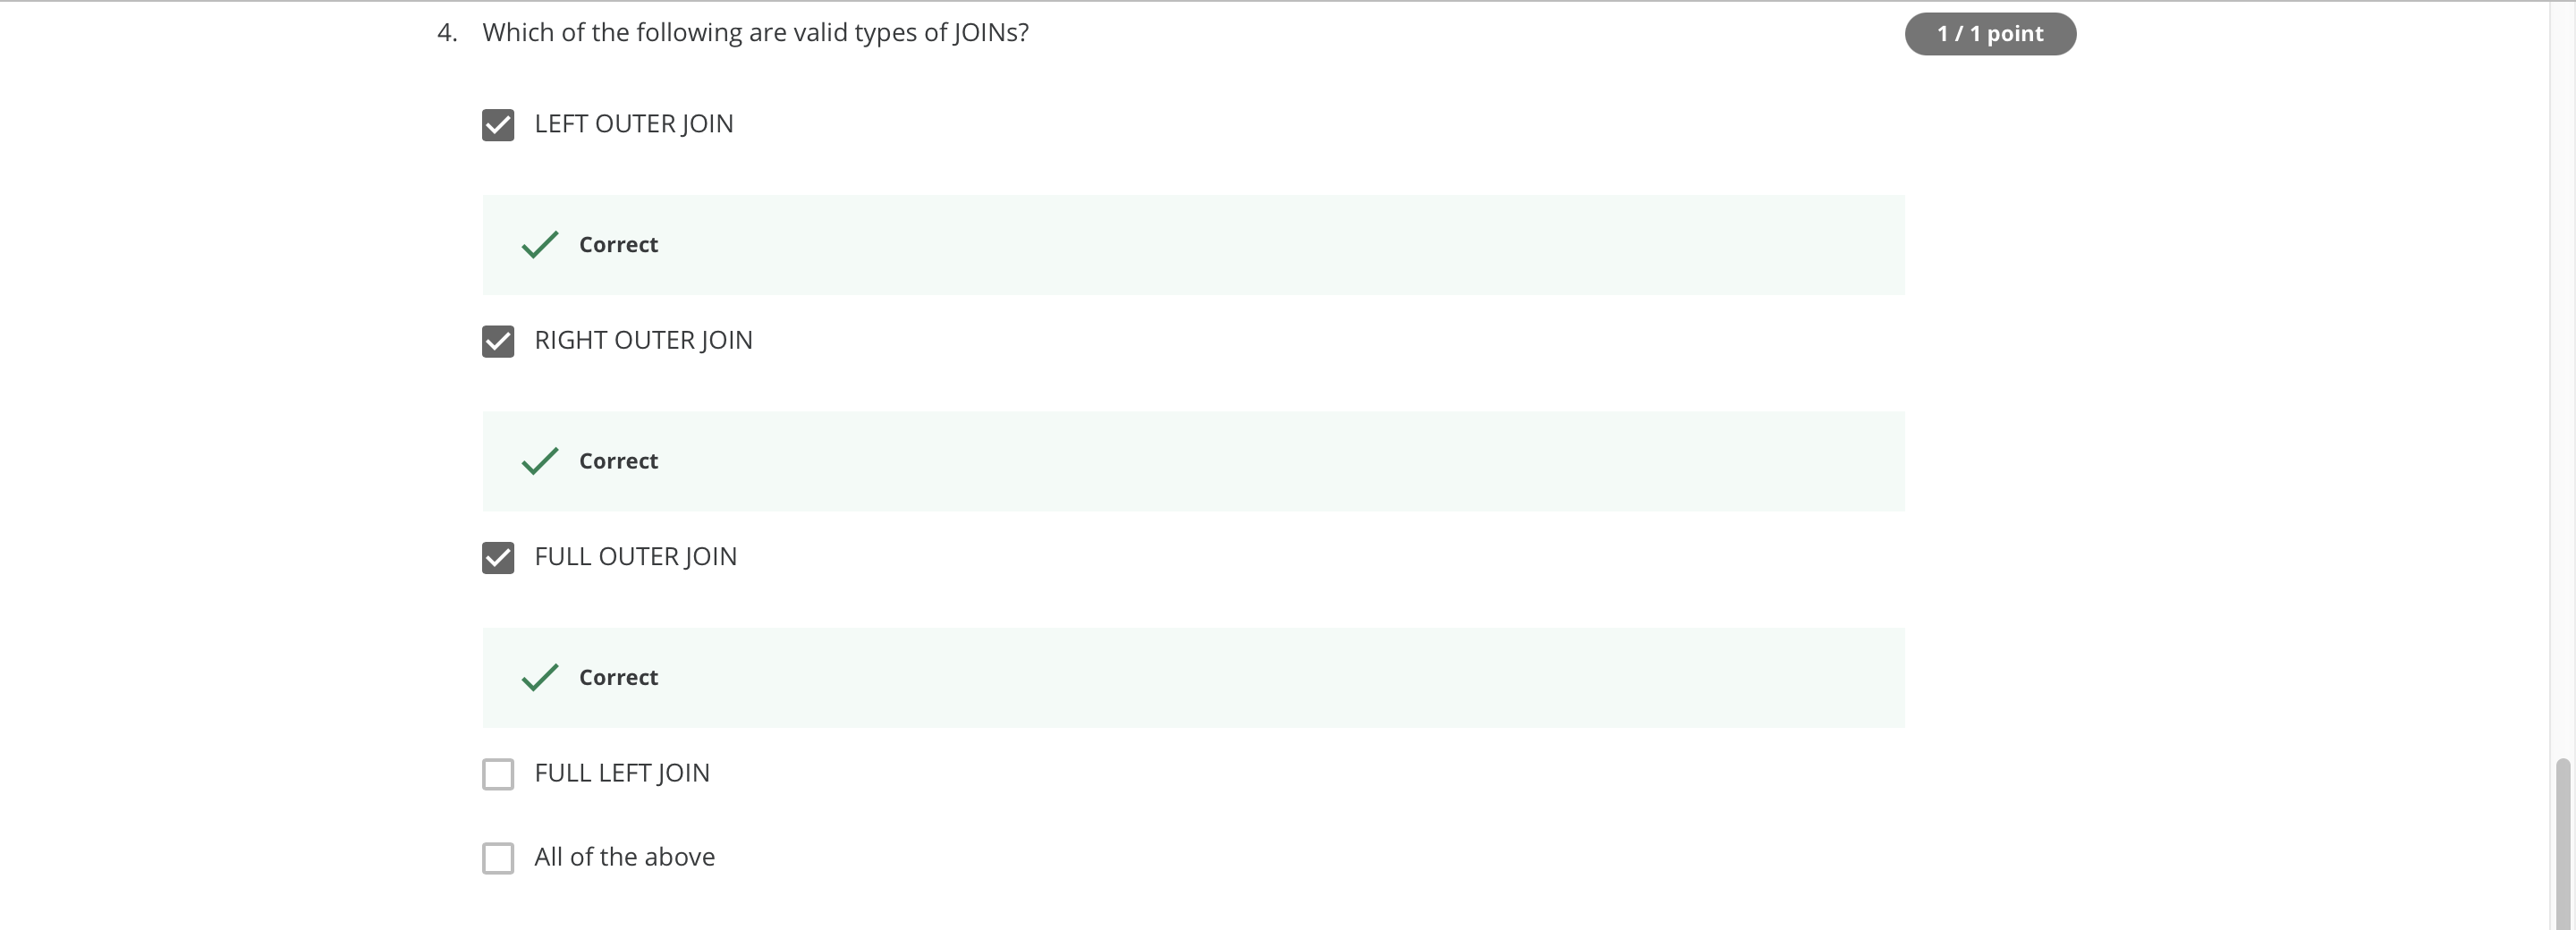 4. Which of the following are valid types of JOINs?
1 / 1 point
LEFT OUTER JOIN
Correct
RIGHT OUTER JOIN
Correct
FULL OUTER JOIN
Correct
FULL LEFT JOIN
All of the above